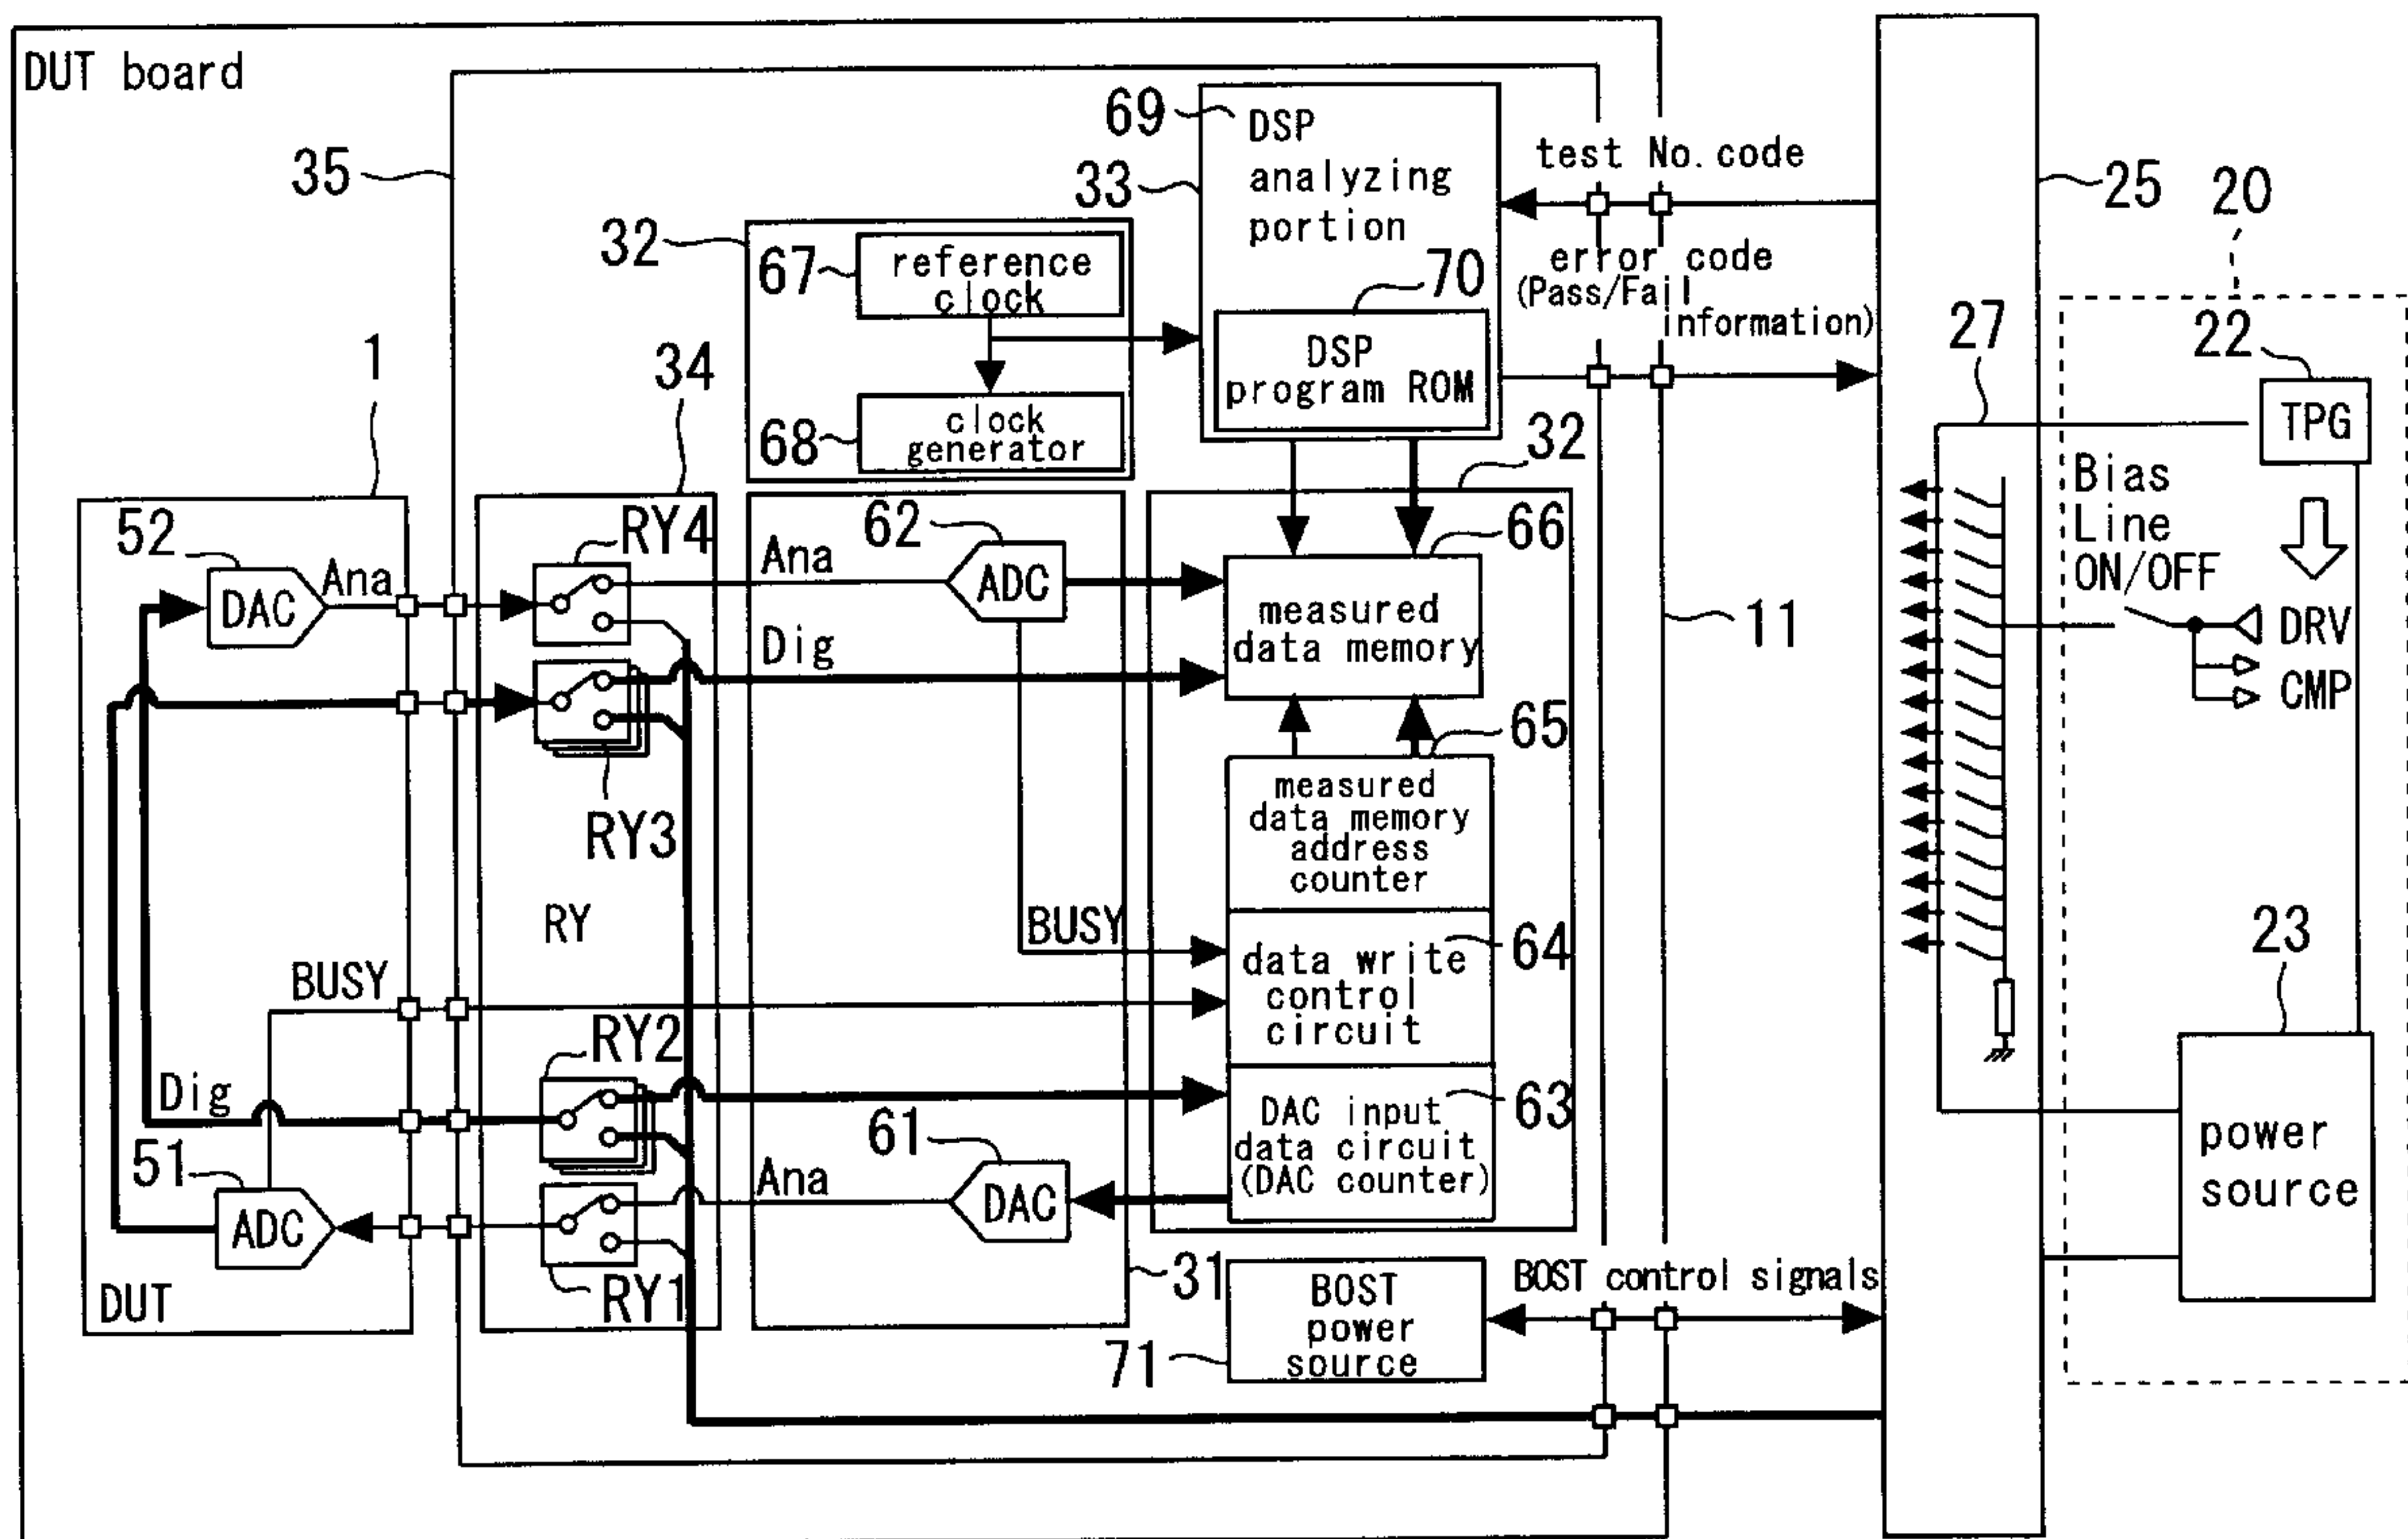 DUT board
35
1
52
DAC
Ana
BUSY
Dig
51
ADC
DUT
34
RY4
RY3
RY
RY2
RY1
32
67
reference
clock
68
clock
generator
69
DSP
analyzing
portion
33
70
DSP
program ROM
test No. code
error code
(Pass/Fail
information)
32
62
Ana
ADC
Dig
66
measured
data memory
65
measured
data memory
address
counter
BUSY
64
data write
control
circuit
63
DAC input
data circuit
(DAC counter)
61
Ana
DAC
31
BOST
power
source
71
BOST control signals
11
25
20
27
22
TPG
Bias
Line
ON/OFF
DRV
CMP
23
power
source